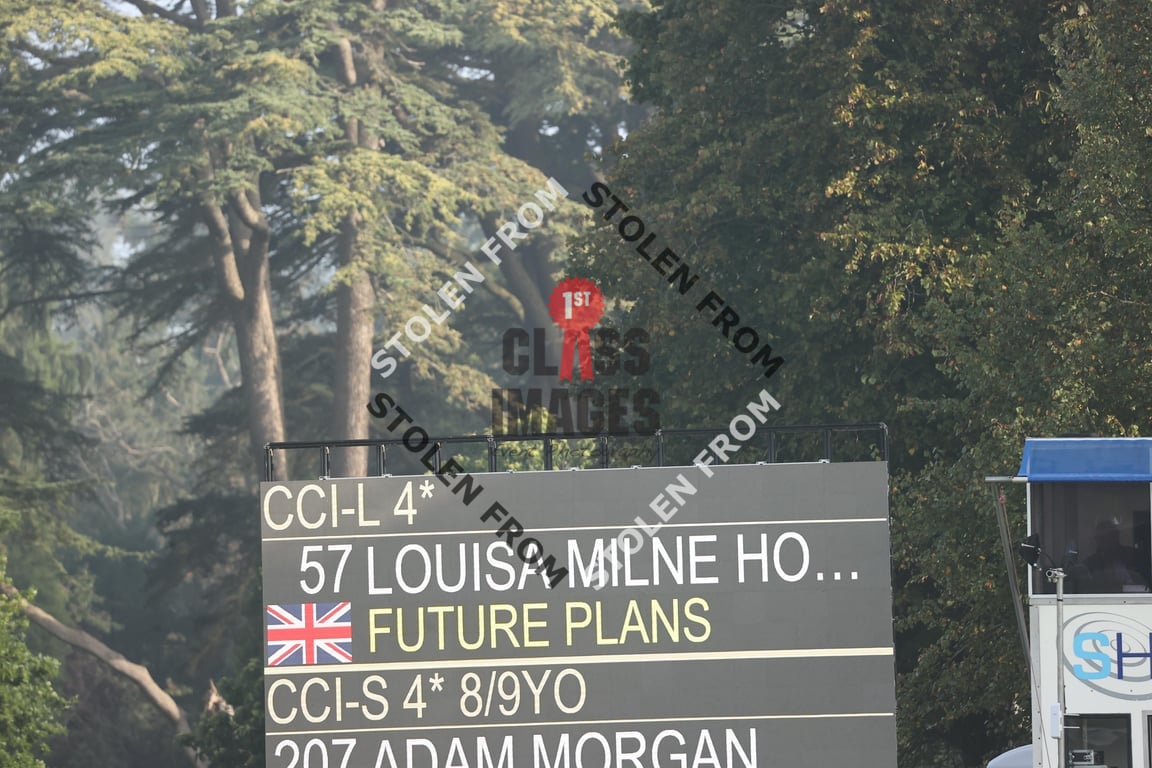 STOLEN FROM
STOLEN FROM
1ST
CLASS
IMAGES
STOLEN FROM
STOLEN FROM
CCI-L 4*
57 LOUISA MILNE HO...
FUTURE PLANS
CCI-S 4* 8/9YO
207 ADAM MORGAN
SH